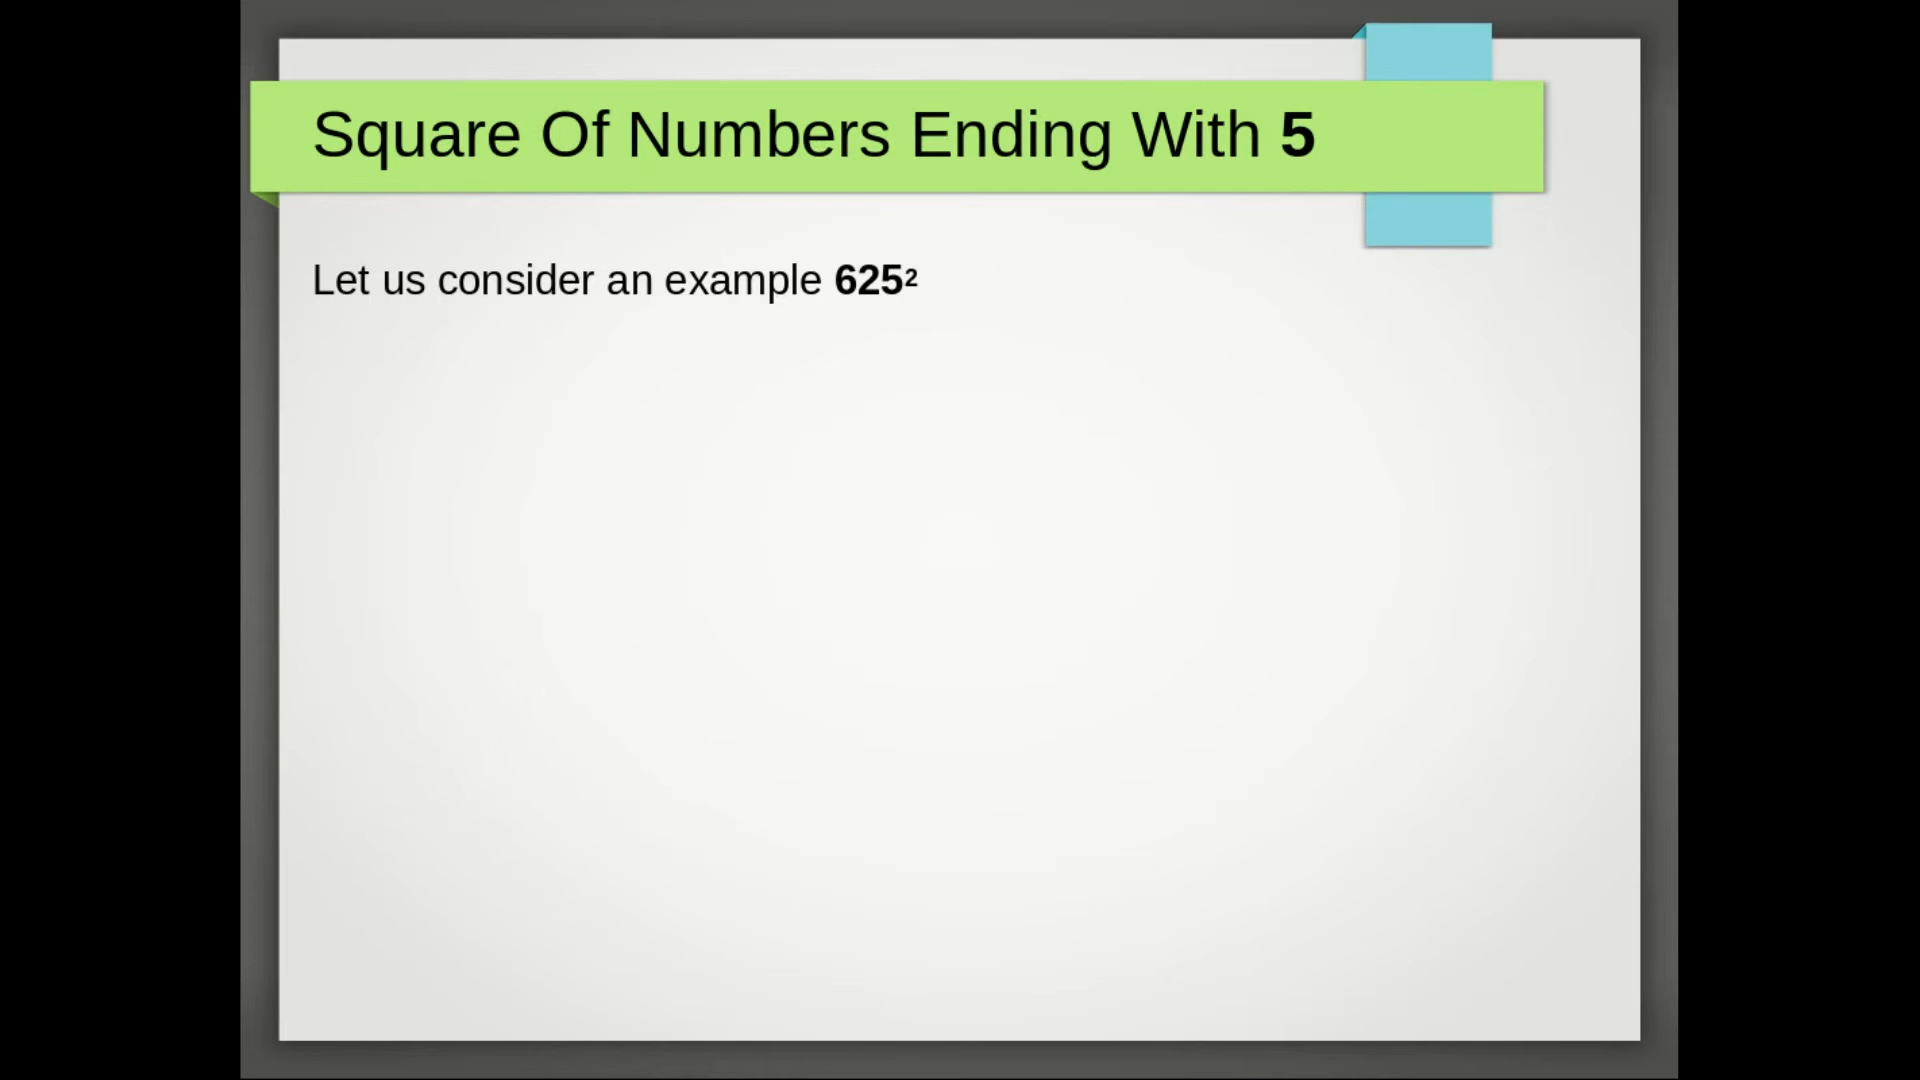 Square Of Numbers Ending With 5
Let us consider an example 625²